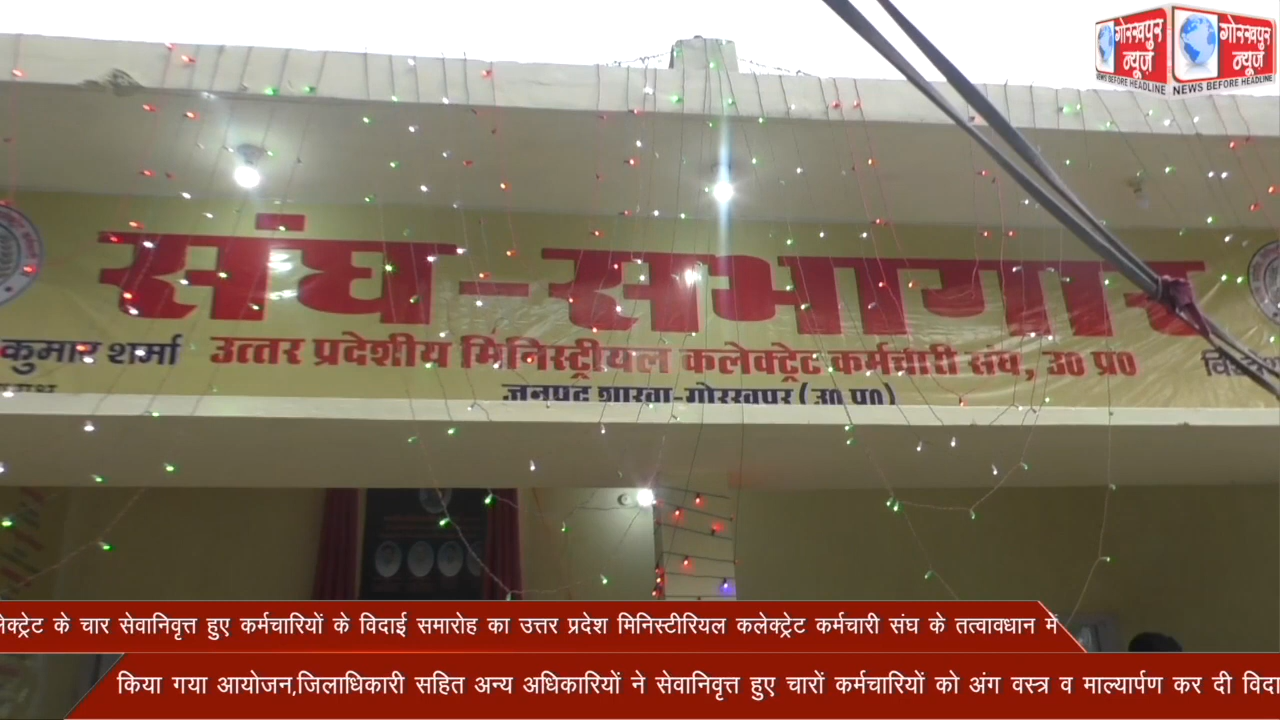 गोरखपुर गोरखपुर
न्यूज न्यूज
NEWS BEFORE HEADLINE NEWS BEFORE HEADLINE
संघ-सभागार
कुमार शर्मा उत्तर प्रदेशीय मिनिस्ट्रीयल कलेक्ट्रेट कर्मचारी संघ, उ0 प्र0
जनपद शाखा-गोरखपुर (उ0 प्र0)
लेक्ट्रेट के चार सेवानिवृत्त हुए कर्मचारियों के विदाई समारोह का उत्तर प्रदेश मिनिस्टीरियल कलेक्ट्रेट कर्मचारी संघ के तत्वावधान में
किया गया आयोजन,जिलाधिकारी सहित अन्य अधिकारियों ने सेवानिवृत्त हुए चारों कर्मचारियों को अंग वस्त्र व माल्यार्पण कर दी विदा